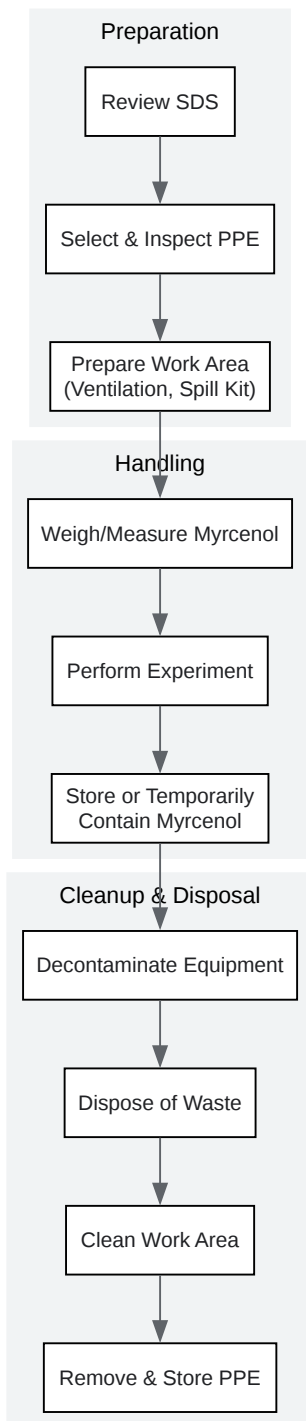 Preparation
Review SDS
Select & Inspect PPE
Prepare Work Area
(Ventilation, Spill Kit)
Handling
Weigh/Measure Myrcenol
Perform Experiment
Store or Temporarily
Contain Myrcenol
Cleanup & Disposal
Decontaminate Equipment
Dispose of Waste
Clean Work Area
Remove & Store PPE